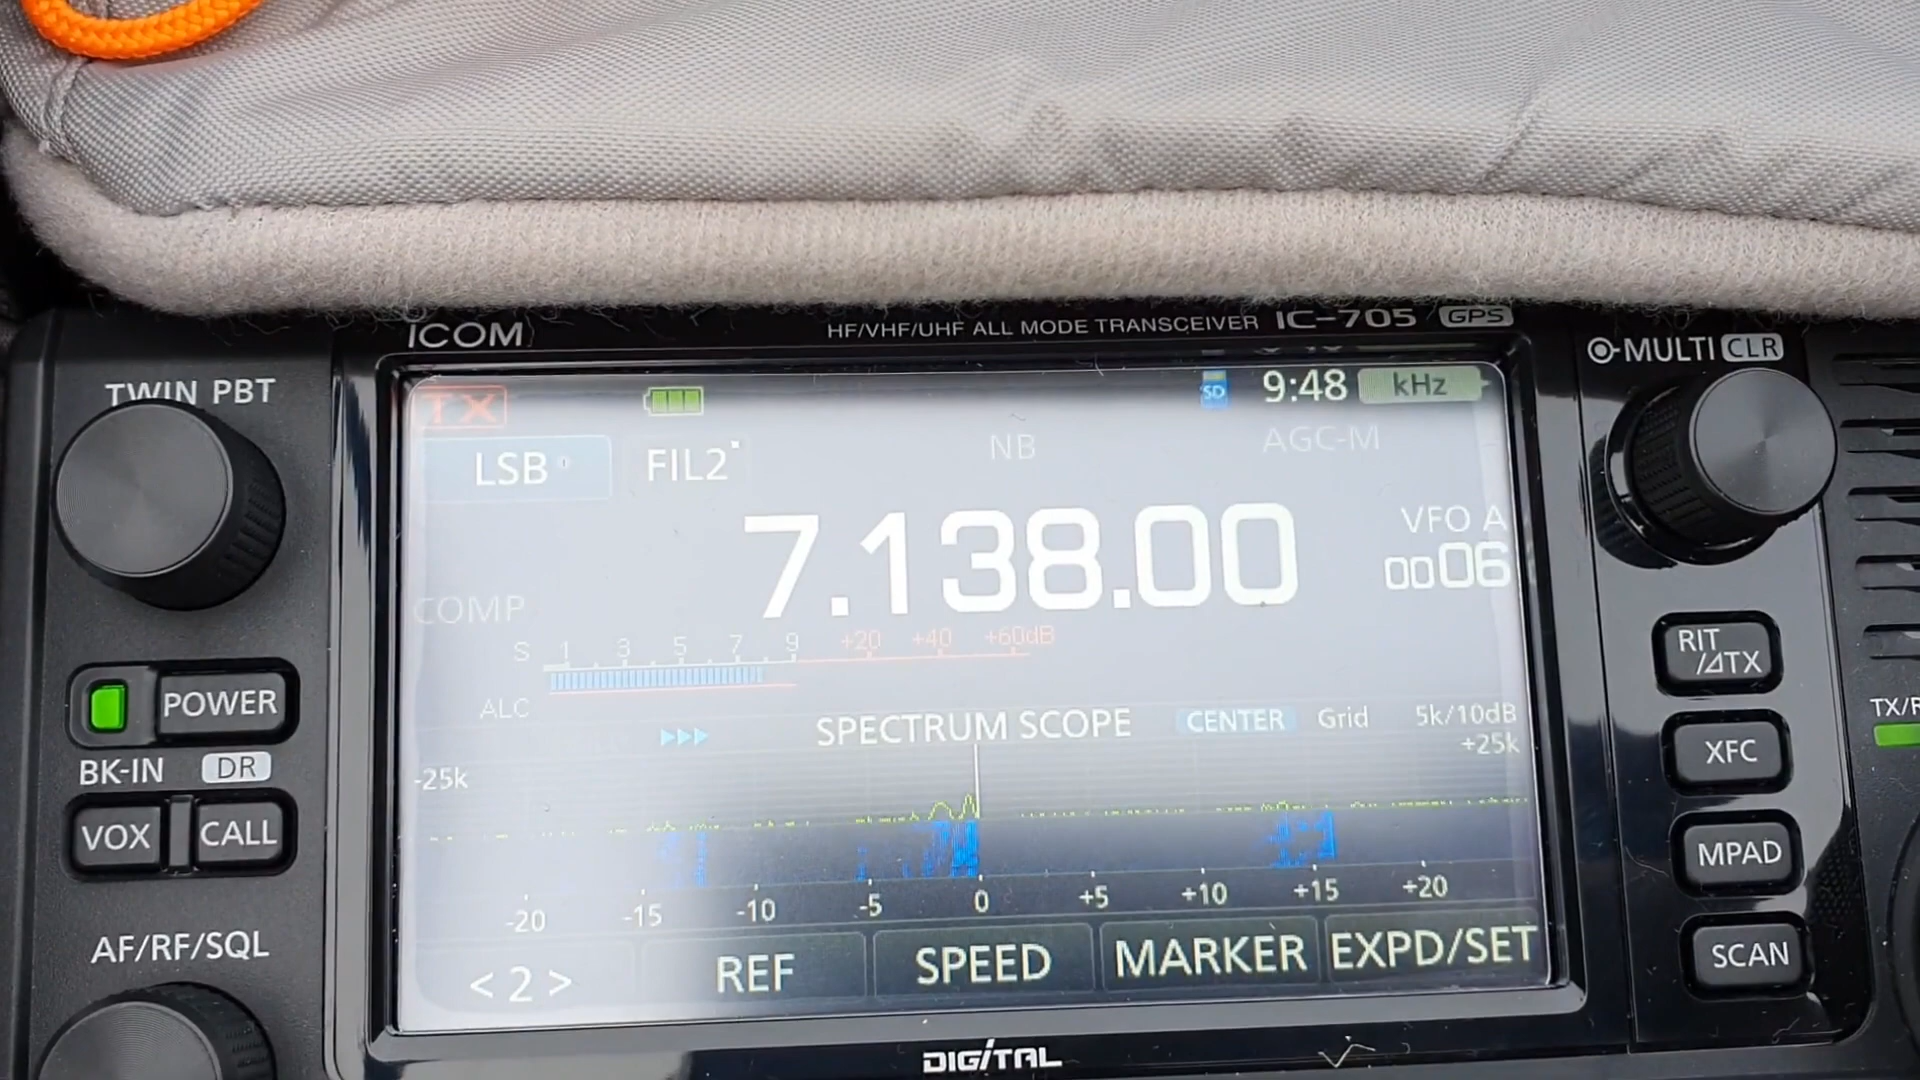 ICOM
HF/VHF/UHF ALL MODE TRANSCEIVER IC-705 GPS
TWIN PBT
MULTI CLR
TX
SD 9:48 kHz
LSB FIL2 NB AGC-M
7.138.00
VFO A
0006
COMP
S 1 3 5 7 9 +20 +40 +60dB
ALC
RIT
/⊿TX
POWER
SPECTRUM SCOPE CENTER Grid 5k/10dB
-25k +25k
TX/R
XFC
BK-IN DR
VOX CALL
MPAD
-20 -15 -10 -5 0 +5 +10 +15 +20
< 2 > REF SPEED MARKER EXPD/SET
AF/RF/SQL
SCAN
DIGITAL